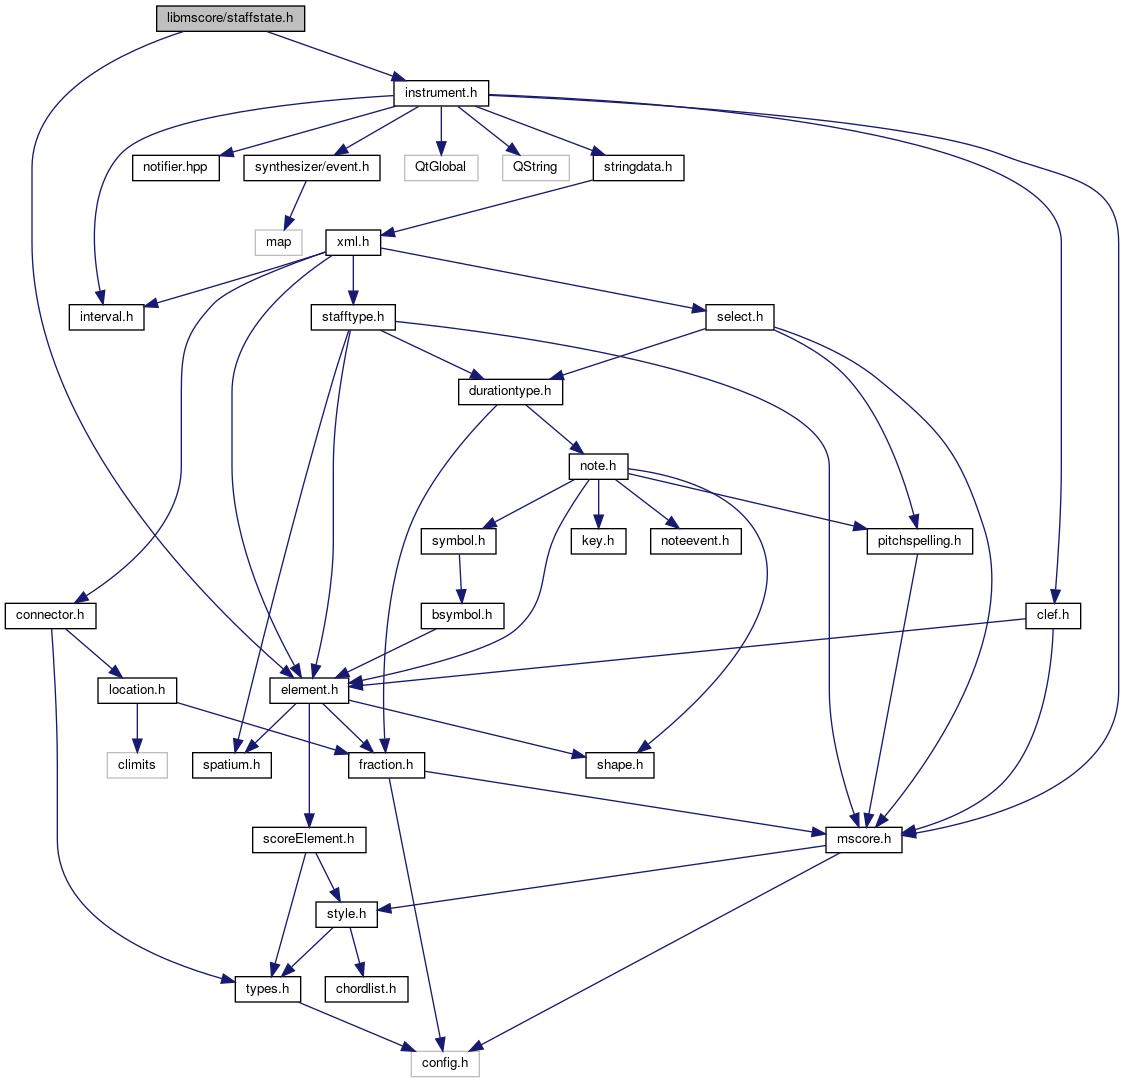 libmscore/staffstate.h
instrument.h
notifier.hpp
synthesizer/event.h
QtGlobal
QString
stringdata.h
map
xml.h
interval.h
stafftype.h
select.h
durationtype.h
note.h
symbol.h
key.h
noteevent.h
pitchspelling.h
connector.h
bsymbol.h
clef.h
location.h
element.h
climits
spatium.h
fraction.h
shape.h
scoreElement.h
mscore.h
style.h
types.h
chordlist.h
config.h